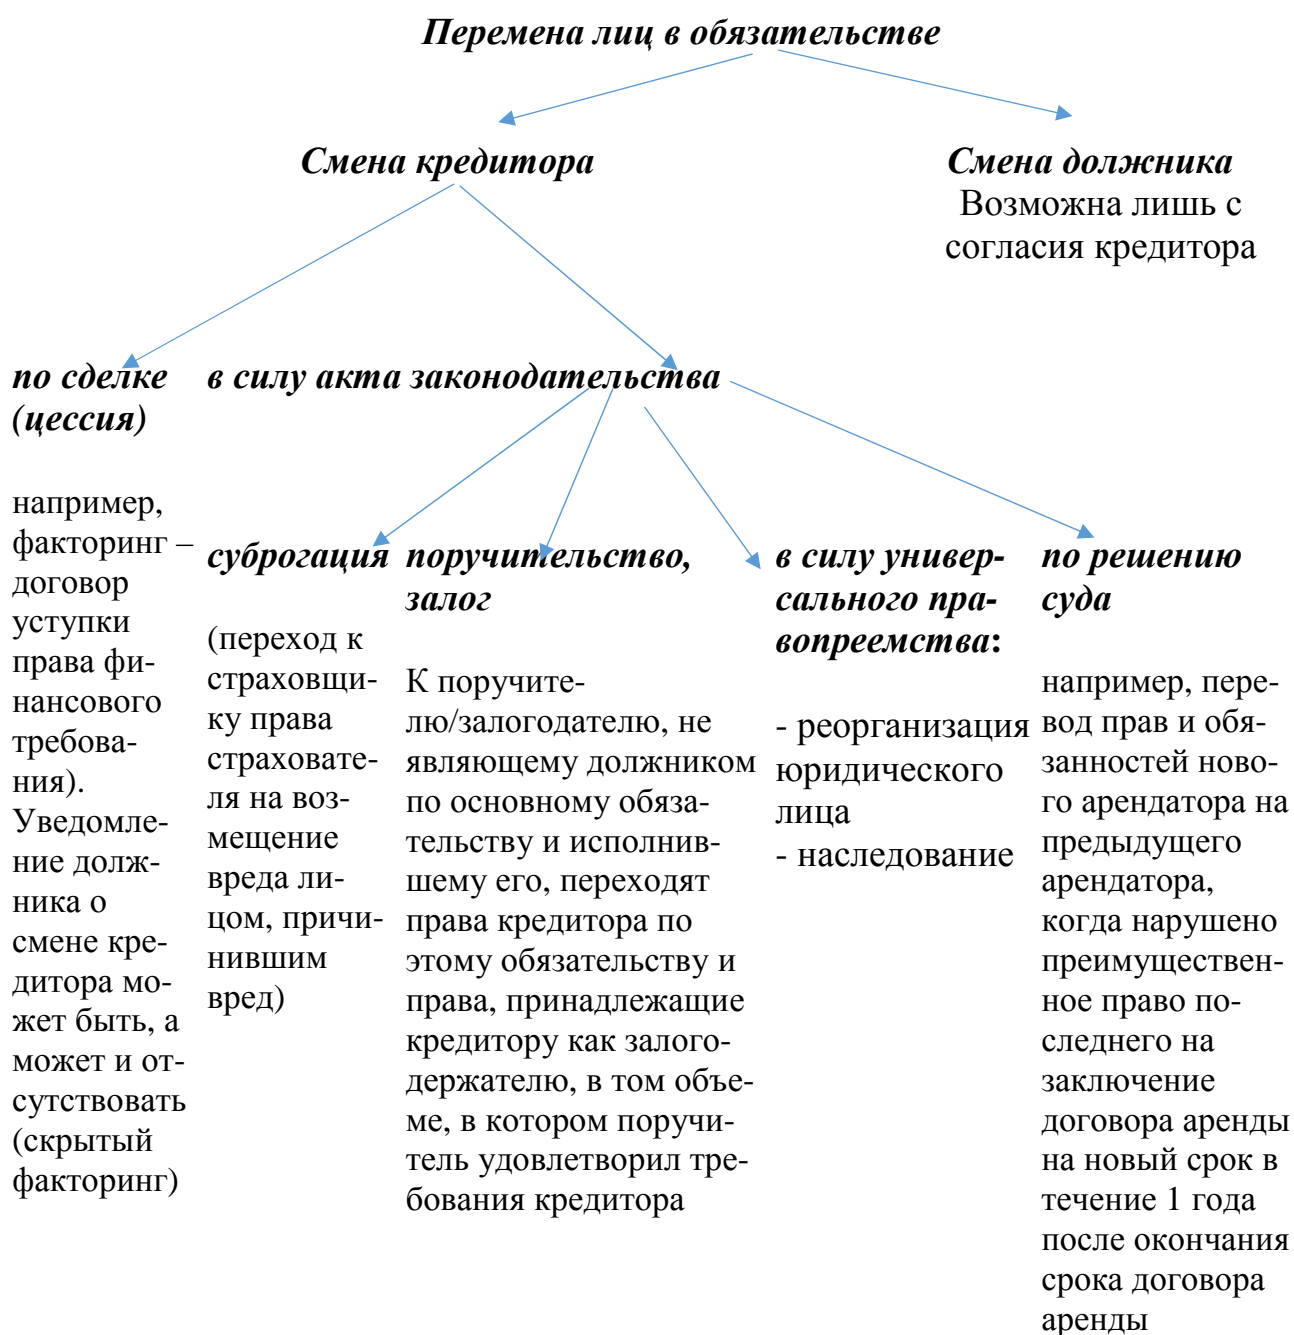 Перемена лиц в обязательстве
Смена кредитора
Смена должника
Возможна лишь с
согласия кредитора
по сделке
(цессия)
например,
факторинг –
договор
уступки
права фи-
нансового
требова-
ния).
Уведомле-
ние долж-
ника о
смене кре-
дитора мо-
жет быть, а
может и от-
сутствовать
(скрытый
факторинг)
в силу акта законодательства
суброгация
(переход к
страховщи-
ку права
страховате-
ля на воз-
мещение
вреда ли-
цом, причи-
нившим
вред)
поручительство,
залог
К поручите-
лю/залогодателю, не
являющему должником
по основному обяза-
тельству и исполнив-
шему его, переходят
права кредитора по
этому обязательству и
права, принадлежащие
кредитору как залого-
держателю, в том объе-
ме, в котором поручи-
тель удовлетворил тре-
бования кредитора
в силу универ-
сального пра-
вопреемства:
- реорганизация
юридического
лица
- наследование
по решению
суда
например, пере-
вод прав и обя-
занностей ново-
го арендатора на
предыдущего
арендатора,
когда нарушено
преимуществен-
ное право по-
следнего на
заключение
договора аренды
на новый срок в
течение 1 года
после окончания
срока договора
аренды